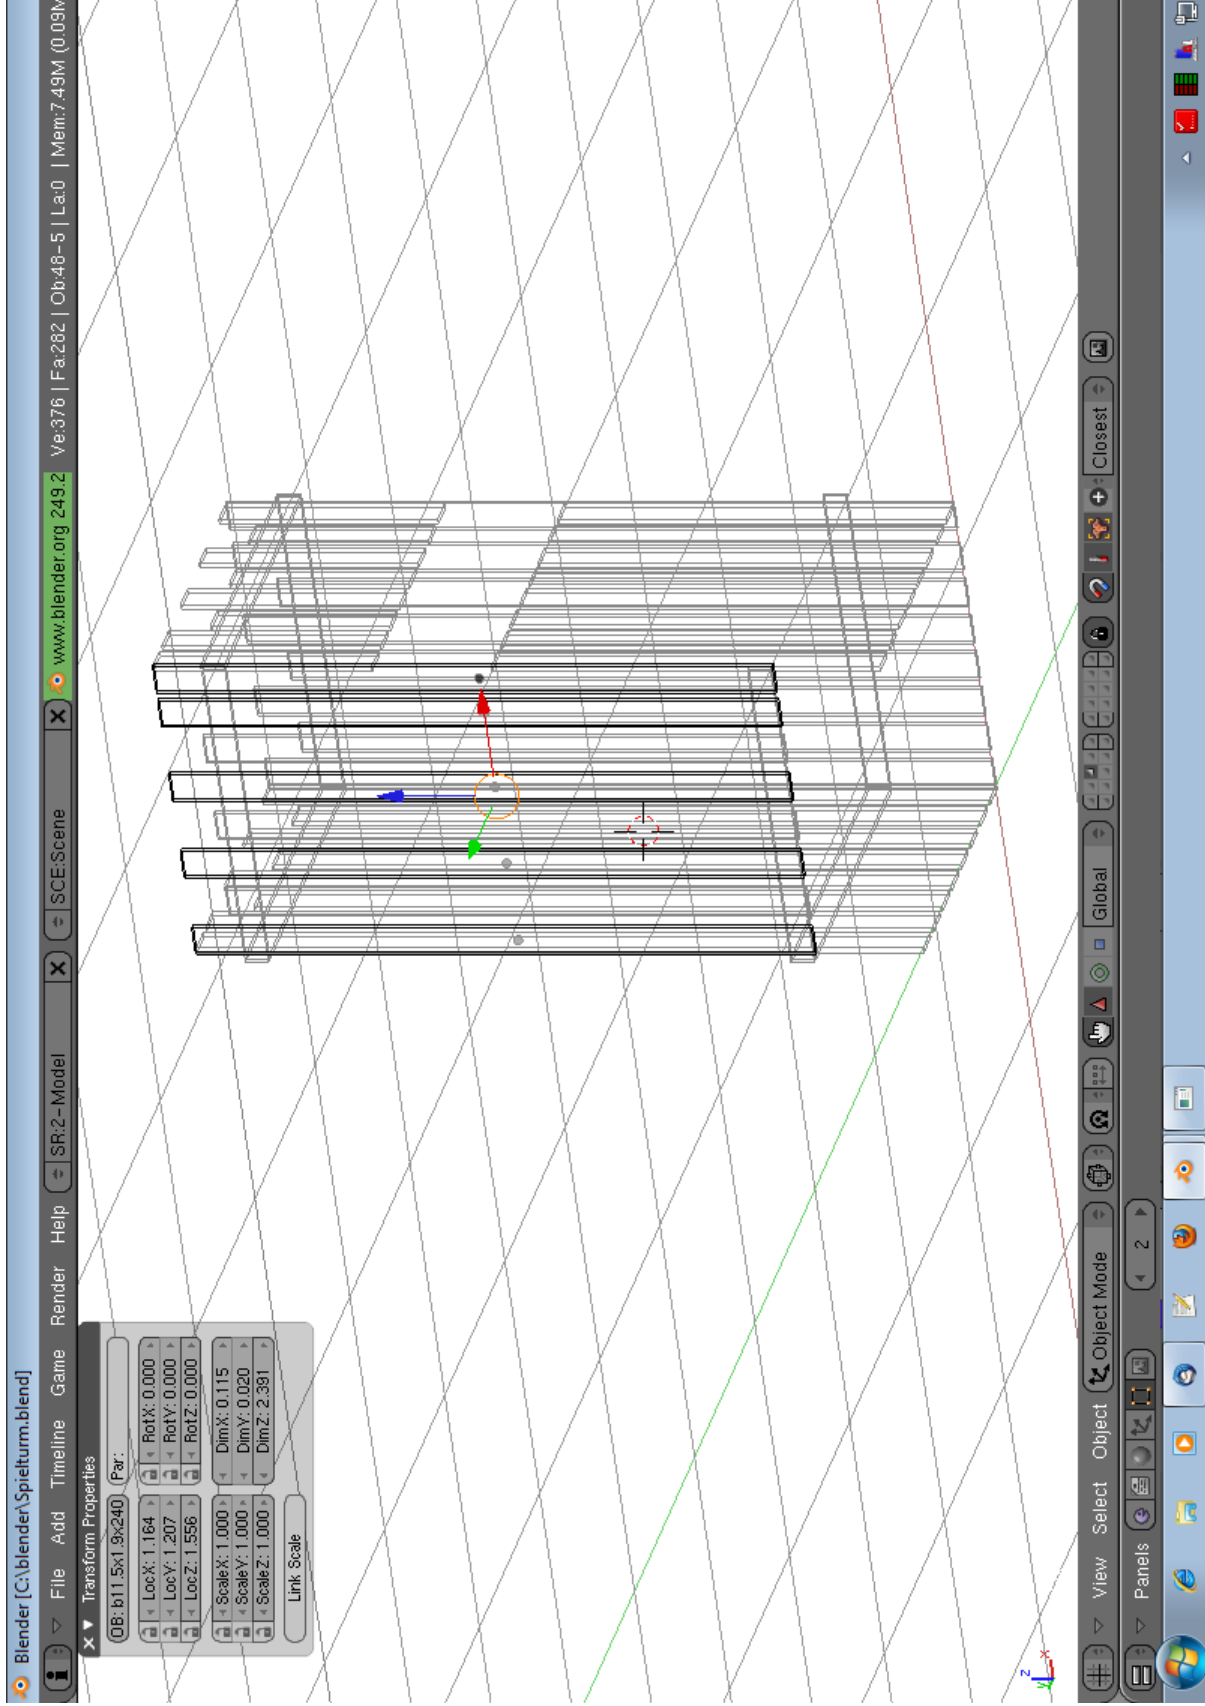 Blender [C:\blender\Spielturm.blend]
File Add Timeline Game Render Help SR:2-Model SCE:Scene www.blender.org 249.2 Ve:376 | Fa:282 | Ob:48-5 | La:0 | Mem:7.49M (0.09M
Transform Properties
OB: b11.5x1.9x240 Par:
LocX: 1.164 RotX: 0.000
LocY: 1.207 RotY: 0.000
LocZ: 1.556 RotZ: 0.000
ScaleX: 1.000 DimX: 0.115
ScaleY: 1.000 DimY: 0.020
ScaleZ: 1.000 DimZ: 2.391
Link Scale
z
x
y
View Select Object Object Mode Global Closest
Panels 2